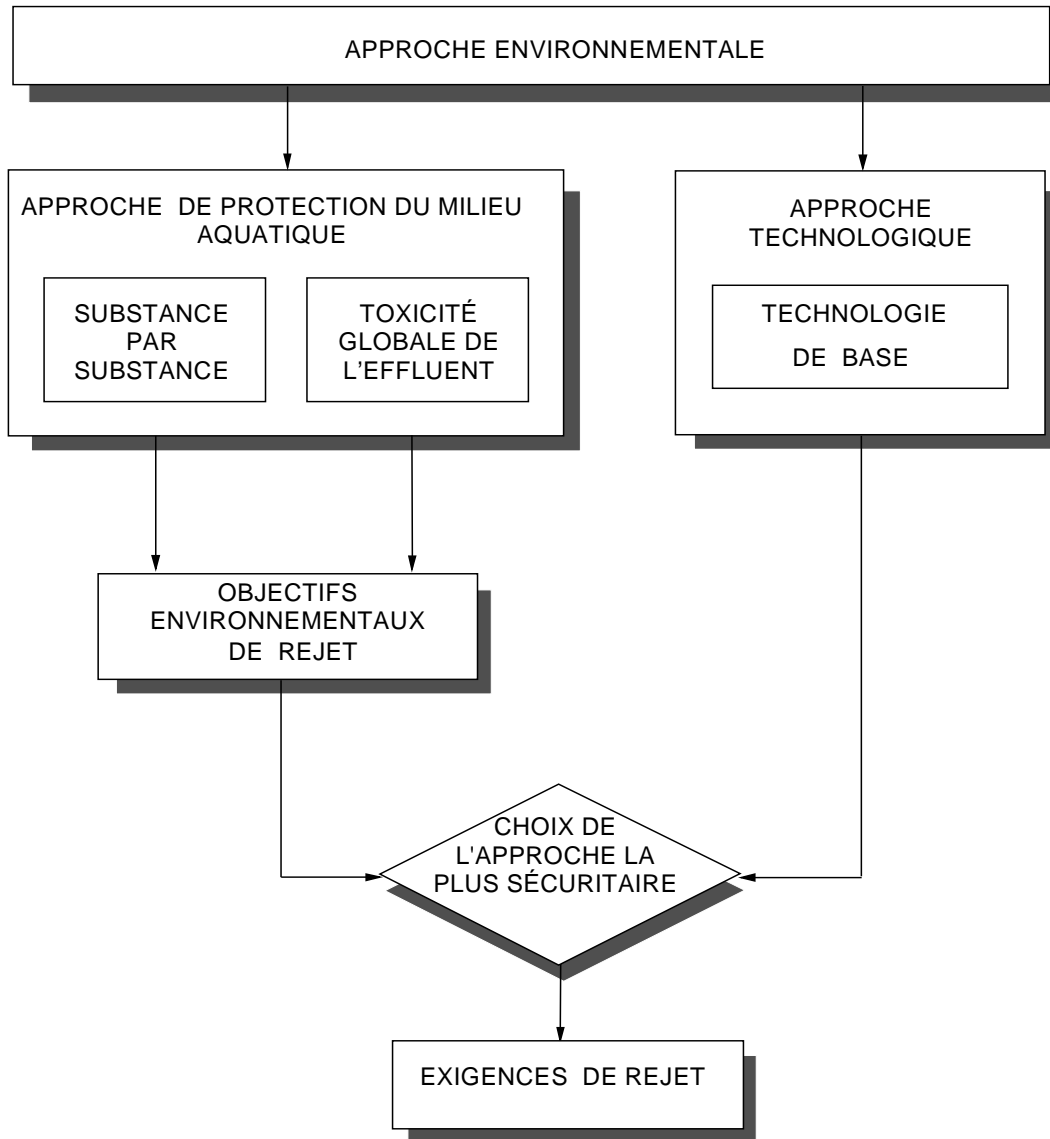 APPROCHE ENVIRONNEMENTALE
APPROCHE DE PROTECTION DU MILIEU
AQUATIQUE
SUBSTANCE
PAR
SUBSTANCE
TOXICITÉ
GLOBALE DE
L'EFFLUENT
APPROCHE
TECHNOLOGIQUE
TECHNOLOGIE
DE BASE
OBJECTIFS
ENVIRONNEMENTAUX
DE REJET
CHOIX DE
L'APPROCHE LA
PLUS SÉCURITAIRE
EXIGENCES DE REJET